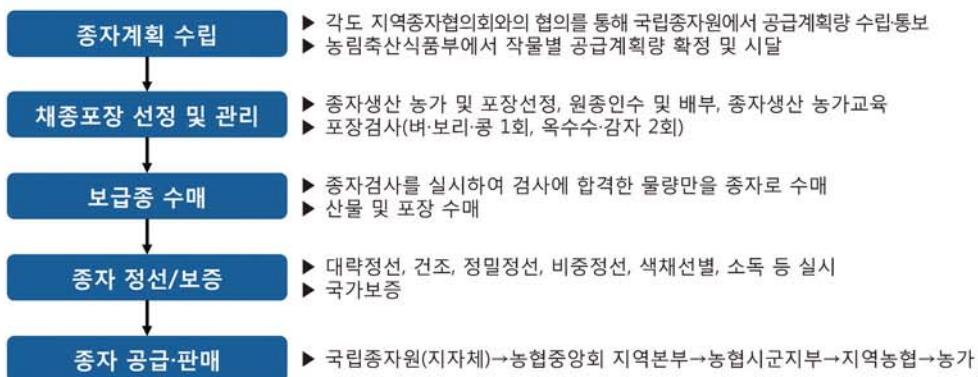 종자계획 수립
▶ 각도 지역종자협의회와의 협의를 통해 국립종자원에서 공급계획량 수립·통보
▶ 농림축산식품부에서 작물별 공급계획량 확정 및 시달
채종포장 선정 및 관리
▶ 종자생산 농가 및 포장선정, 원종인수 및 배부, 종자생산 농가교육
▶ 포장검사(벼·보리·콩 1회, 옥수수·감자 2회)
보급종 수매
▶ 종자검사를 실시하여 검사에 합격한 물량만을 종자로 수매
▶ 산물 및 포장 수매
종자 정선/보증
▶ 대략정선, 건조, 정밀정선, 비중정선, 색채선별, 소독 등 실시
▶ 국가보증
종자 공급·판매
▶ 국립종자원(지자체)→농협중앙회 지역본부→농협시군지부→지역농협→농가